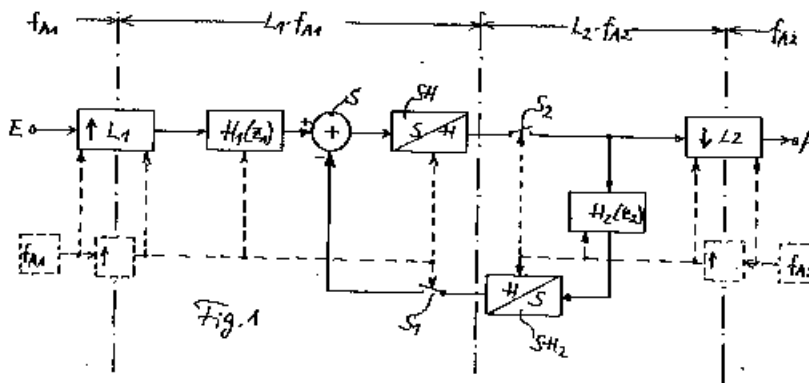 fA1 L1·fA1 L2·fA2 fA2
S SH S2
E ↑ L1 H1(z1) + + − S/H ↓ L2 A
H2(z2)
fA1 ↑ ↑ fA2
H/S
S1 SH2
Fig. 1